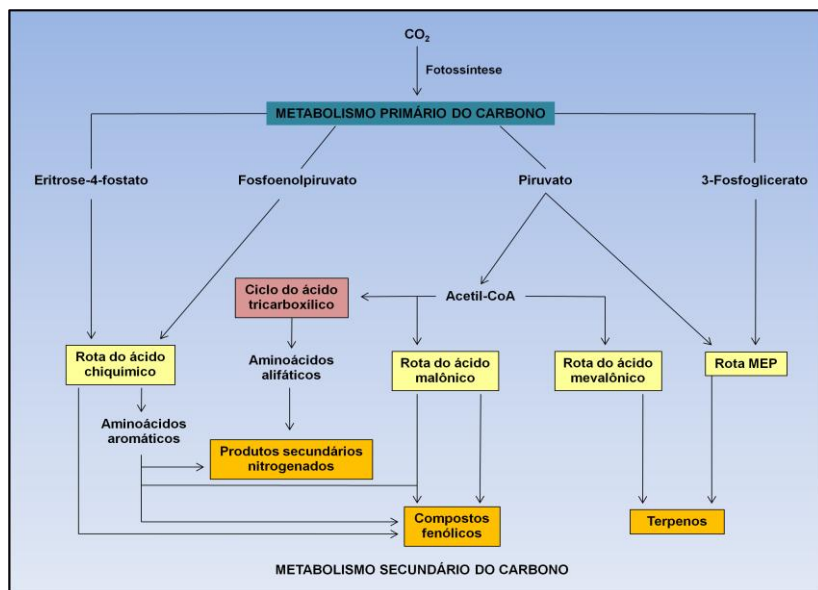 CO₂
Fotossíntese
METABOLISMO PRIMÁRIO DO CARBONO
Eritrose-4-fostato
Fosfoenolpiruvato
Piruvato
3-Fosfoglicerato
Ciclo do ácido
tricarboxílico
Acetil-CoA
Rota do ácido
chiquímico
Aminoácidos
alifáticos
Rota do ácido
malônico
Rota do ácido
mevalônico
Rota MEP
Aminoácidos
aromáticos
Produtos secundários
nitrogenados
Compostos
fenólicos
Terpenos
METABOLISMO SECUNDÁRIO DO CARBONO